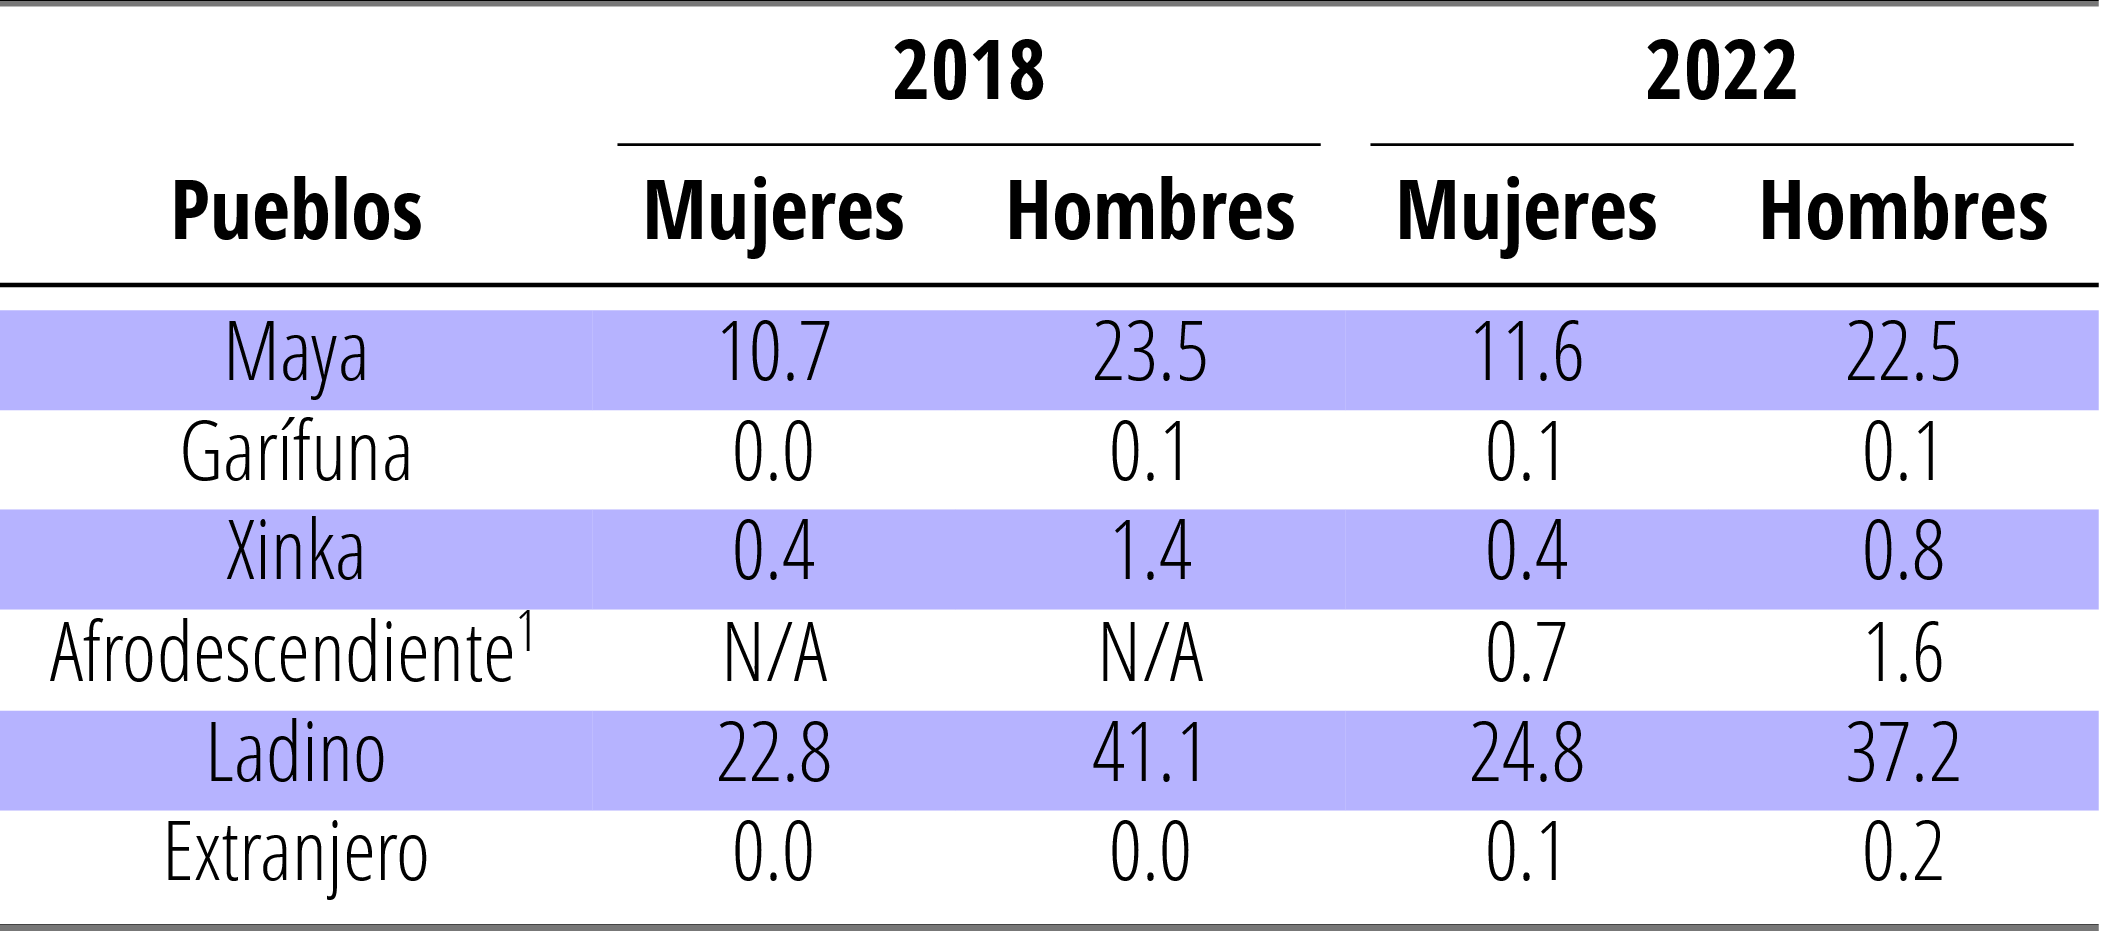 2018 2022
Pueblos Mujeres Hombres Mujeres Hombres
Maya 10.7 23.5 11.6 22.5
Garífuna 0.0 0.1 0.1 0.1
Xinka 0.4 1.4 0.4 0.8
Afrodescendiente1 N/A N/A 0.7 1.6
Ladino 22.8 41.1 24.8 37.2
Extranjero 0.0 0.0 0.1 0.2